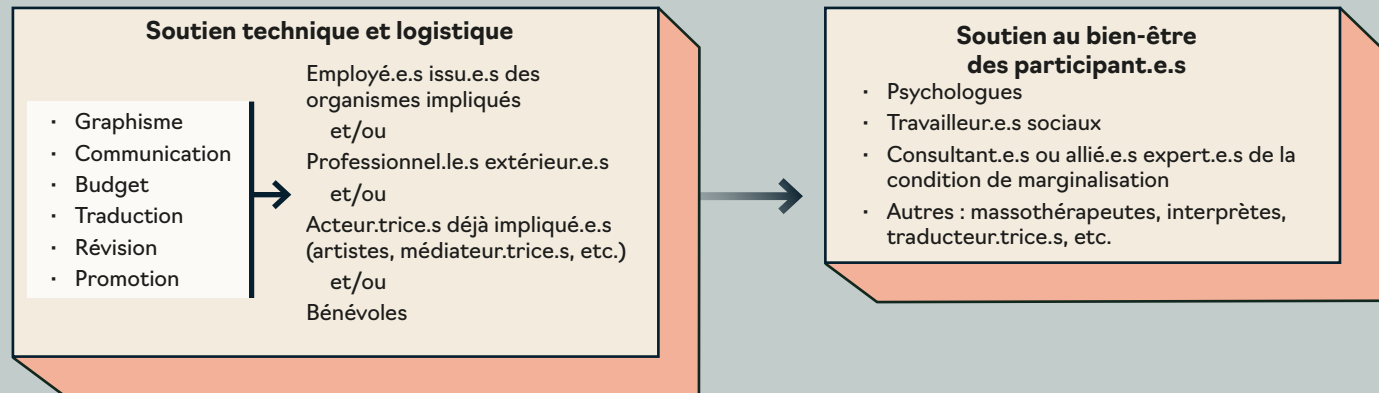 Soutien technique et logistique
· Graphisme
· Communication
· Budget
· Traduction
· Révision
· Promotion
Employé.e.s issu.e.s des
organismes impliqués
et/ou
Professionnel.le.s extérieur.e.s
et/ou
Acteur.trice.s déjà impliqué.e.s
(artistes, médiateur.trice.s, etc.)
et/ou
Bénévoles
Soutien au bien-être
des participant.e.s
· Psychologues
· Travailleur.e.s sociaux
· Consultant.e.s ou allié.e.s expert.e.s de la
condition de marginalisation
· Autres : massothérapeutes, interprètes,
traducteur.trice.s, etc.